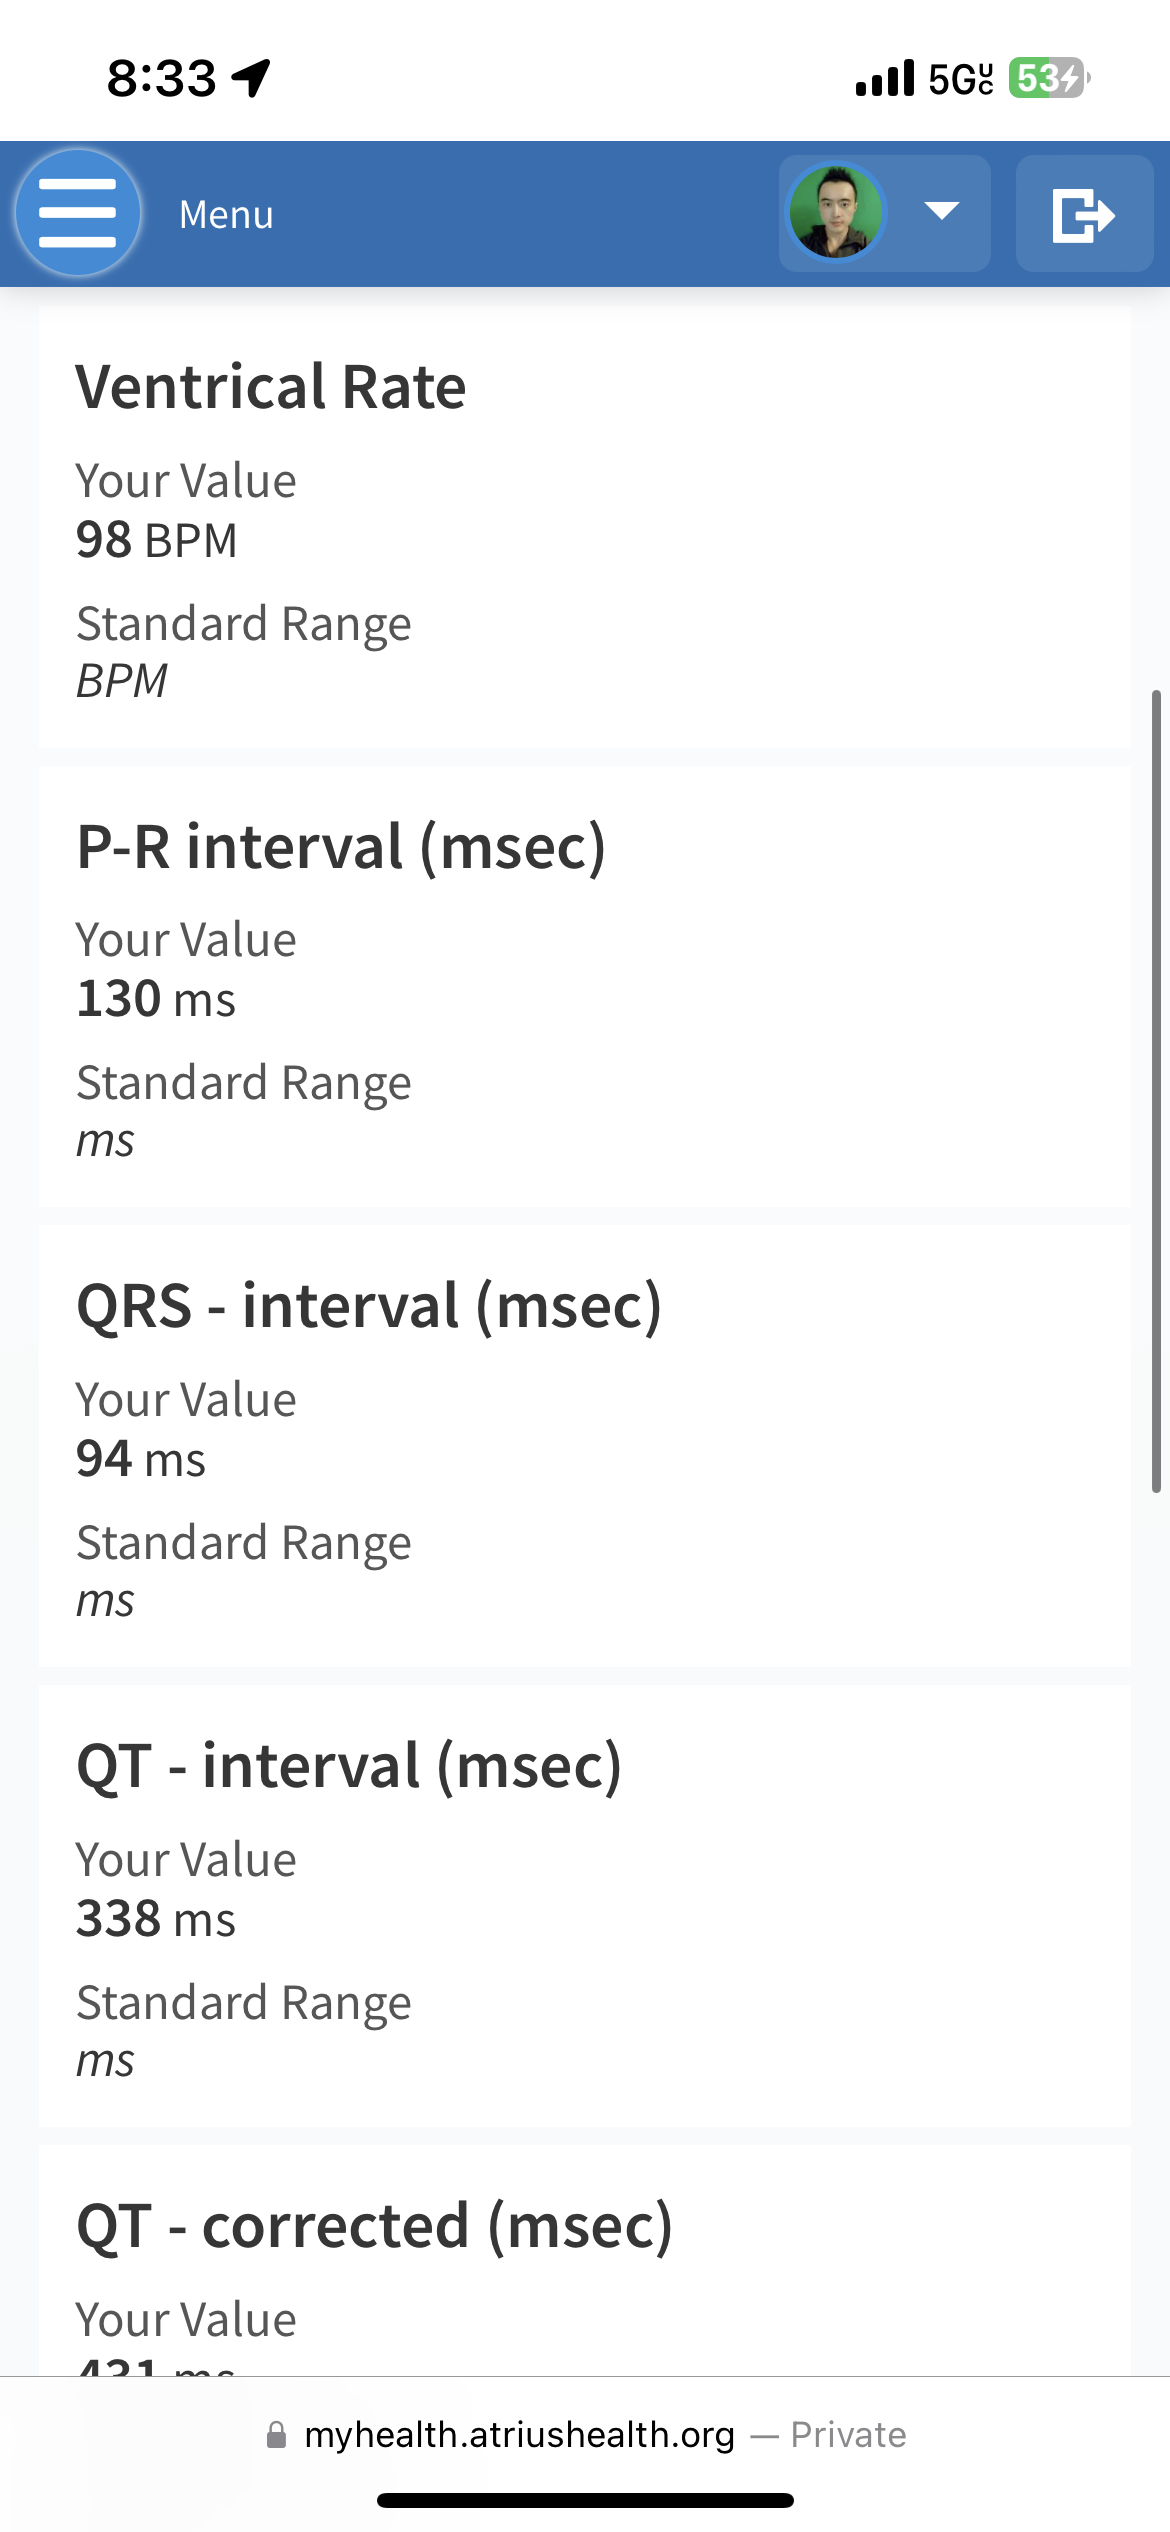 8:33
5G UC
53
Menu
Ventrical Rate
Your Value
98 BPM
Standard Range
BPM
P-R interval (msec)
Your Value
130 ms
Standard Range
ms
QRS - interval (msec)
Your Value
94 ms
Standard Range
ms
QT - interval (msec)
Your Value
338 ms
Standard Range
ms
QT - corrected (msec)
Your Value
431 ms
myhealth.atriushealth.org — Private